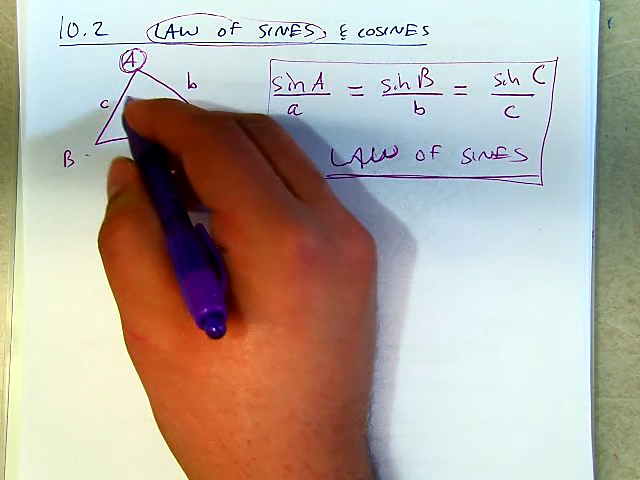 10.2 LAW OF SINES & COSINES
A
c b
B
sin A / a = sin B / b = sin C / c
LAW OF SINES